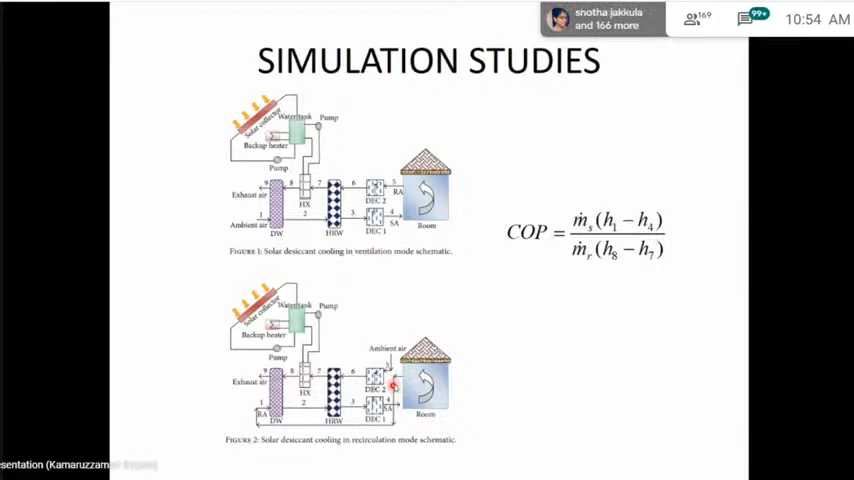 snotha jakkula
and 166 more
169
99+
10:54 AM
SIMULATION STUDIES
Solar collector
Water tank
Pump
Backup heater
Pump
9
8
7
6
5
Exhaust air
HX
DEC 2
RA
1
2
3
4
Ambient air
SA
DW
HRW
DEC 1
Room
FIGURE 1: Solar desiccant cooling in ventilation mode schematic.
COP = ṁs(h1 − h4) / ṁr(h8 − h7)
Solar collector
Water tank
Pump
Backup heater
Pump
Ambient air
9
8
7
6
5
Exhaust air
HX
DEC 2
1
2
3
4
RA
SA
DW
HRW
DEC 1
Room
FIGURE 2: Solar desiccant cooling in recirculation mode schematic.
esentation (Kamaruzzaman